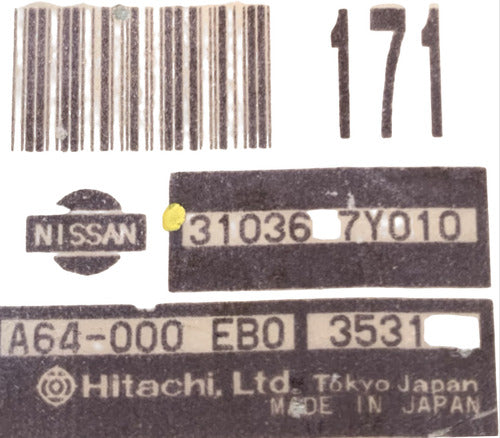 171
NISSAN
31036 7Y010
A64-000 EB0 3531
Hitachi, Ltd. Tokyo Japan
MADE IN JAPAN